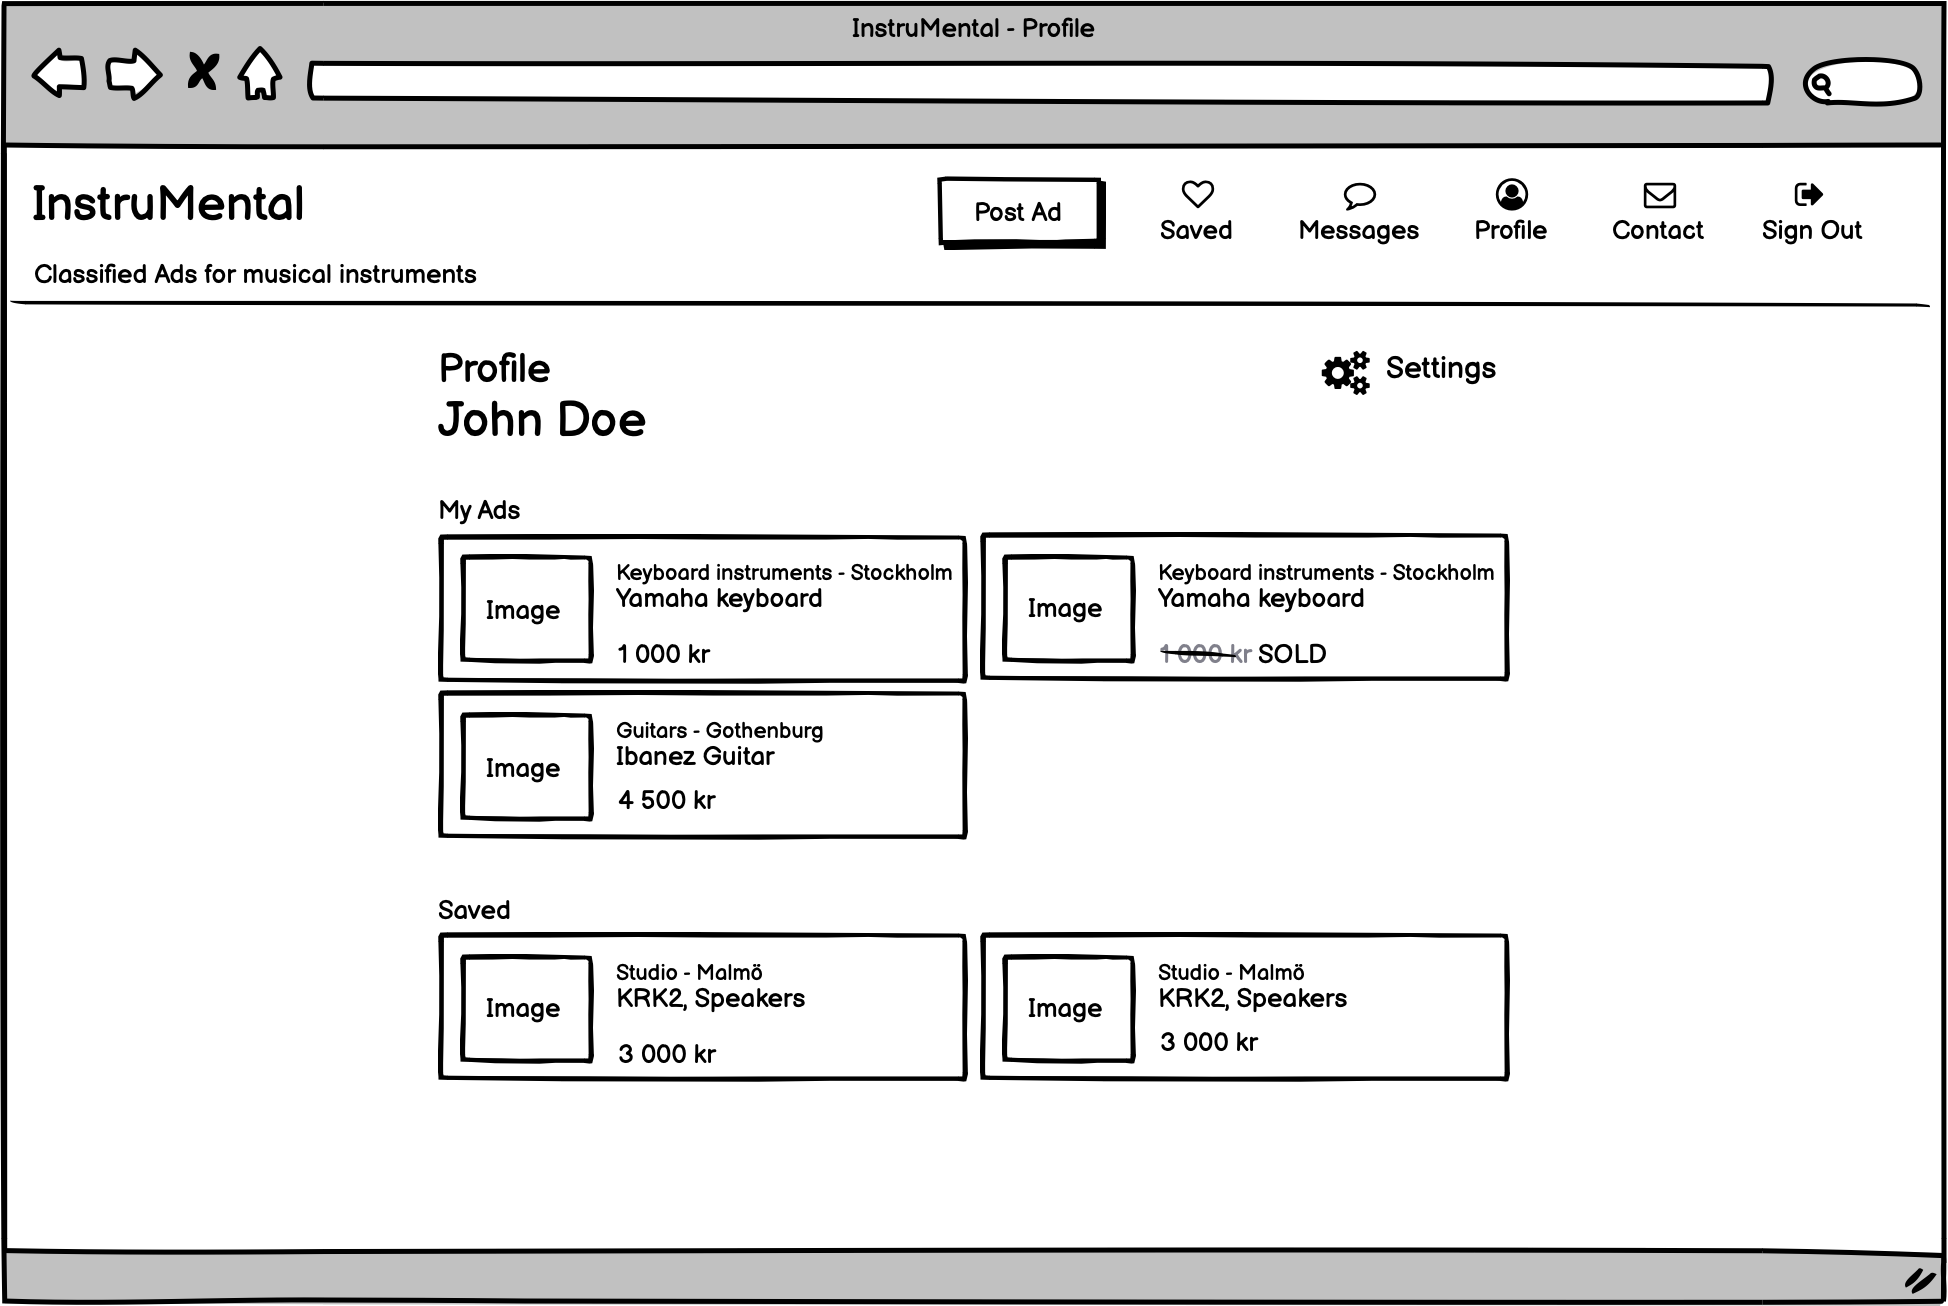 InstruMental - Profile
InstruMental
Post Ad
Saved
Messages
Profile
Contact
Sign Out
Classified Ads for musical instruments
Profile
Settings
John Doe
My Ads
Image
Keyboard instruments - Stockholm
Yamaha keyboard
1 000 kr
Image
Keyboard instruments - Stockholm
Yamaha keyboard
1 000 kr SOLD
Image
Guitars - Gothenburg
Ibanez Guitar
4 500 kr
Saved
Image
Studio - Malmö
KRK2, Speakers
3 000 kr
Image
Studio - Malmö
KRK2, Speakers
3 000 kr